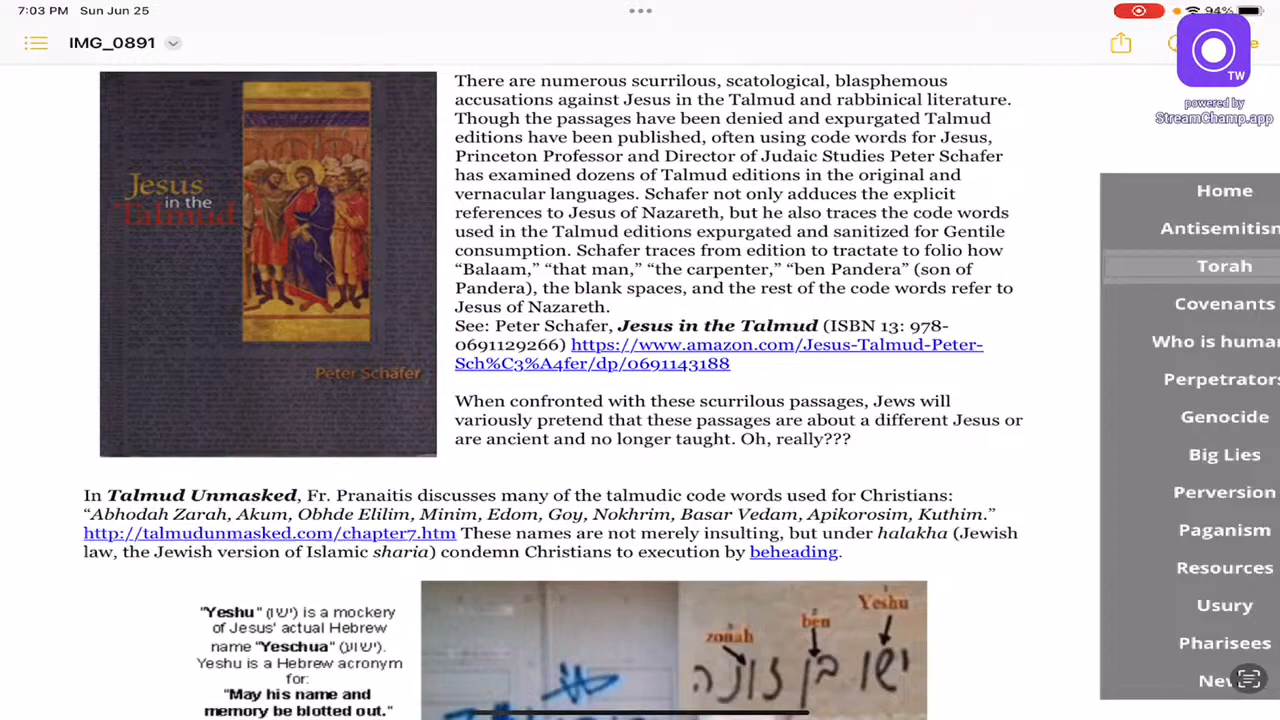 7:03 PM Sun Jun 25
94%
IMG_0891
TW
powered by
StreamChamp.app
Jesus
in the
Talmud
Peter Schäfer
There are numerous scurrilous, scatological, blasphemous
accusations against Jesus in the Talmud and rabbinical literature.
Though the passages have been denied and expurgated Talmud
editions have been published, often using code words for Jesus,
Princeton Professor and Director of Judaic Studies Peter Schafer
has examined dozens of Talmud editions in the original and
vernacular languages. Schafer not only adduces the explicit
references to Jesus of Nazareth, but he also traces the code words
used in the Talmud editions expurgated and sanitized for Gentile
consumption. Schafer traces from edition to tractate to folio how
“Balaam,” “that man,” “the carpenter,” “ben Pandera” (son of
Pandera), the blank spaces, and the rest of the code words refer to
Jesus of Nazareth.
See: Peter Schafer, Jesus in the Talmud (ISBN 13: 978-
0691129266) https://www.amazon.com/Jesus-Talmud-Peter-
Sch%C3%A4fer/dp/0691143188
When confronted with these scurrilous passages, Jews will
variously pretend that these passages are about a different Jesus or
are ancient and no longer taught. Oh, really???
In Talmud Unmasked, Fr. Pranaitis discusses many of the talmudic code words used for Christians:
“Abhodah Zarah, Akum, Obhde Elilim, Minim, Edom, Goy, Nokhrim, Basar Vedam, Apikorosim, Kuthim.”
http://talmudunmasked.com/chapter7.htm These names are not merely insulting, but under halakha (Jewish
law, the Jewish version of Islamic sharia) condemn Christians to execution by beheading.
"Yeshu" (ישו) is a mockery
of Jesus' actual Hebrew
name "Yeschua" (ישוע).
Yeshu is a Hebrew acronym
for:
"May his name and
memory be blotted out."
zonah ben Yeshu
ישו בן זונה
Home
Antisemitism
Torah
Covenants
Who is human
Perpetrators
Genocide
Big Lies
Perversion
Paganism
Resources
Usury
Pharisees
New